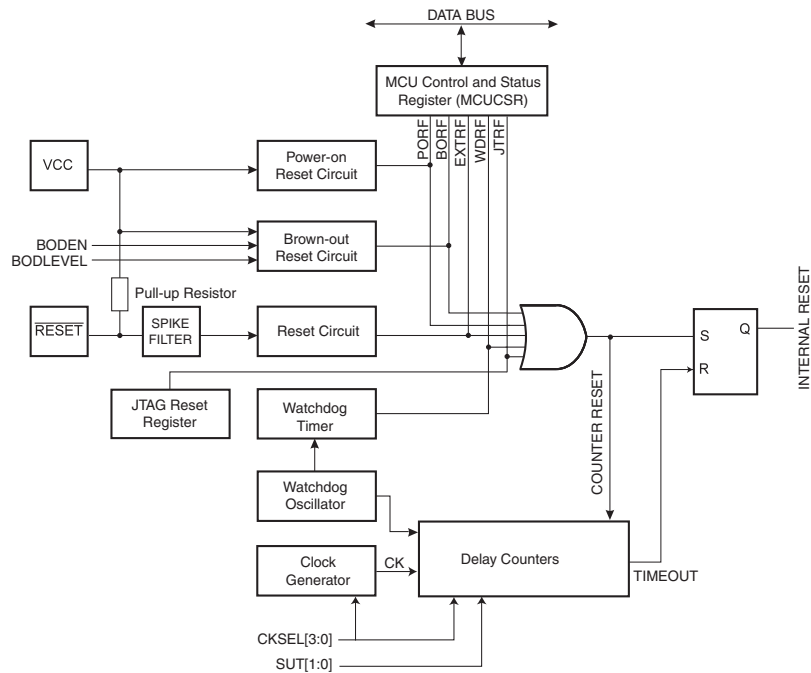 DATA BUS
MCU Control and Status
Register (MCUCSR)
PORF
BORF
EXTRF
WDRF
JTRF
VCC
Power-on
Reset Circuit
BODEN
BODLEVEL
Brown-out
Reset Circuit
Pull-up Resistor
RESET
SPIKE
FILTER
Reset Circuit
S
Q
R
INTERNAL RESET
JTAG Reset
Register
Watchdog
Timer
COUNTER RESET
Watchdog
Oscillator
Clock
Generator
CK
Delay Counters
TIMEOUT
CKSEL[3:0]
SUT[1:0]